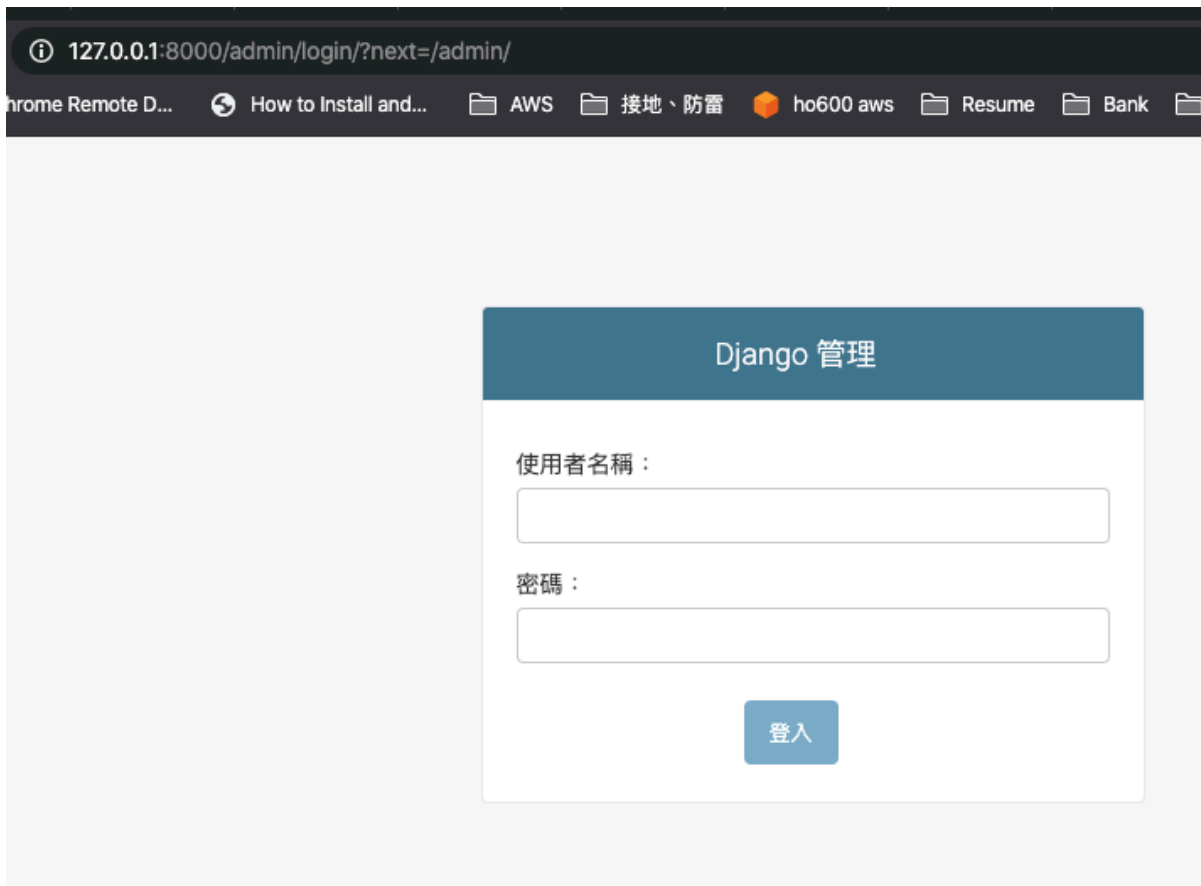 127.0.0.1:8000/admin/login/?next=/admin/
hrome Remote D... How to Install and... AWS 接地、防雷 ho600 aws Resume Bank
Django 管理
使用者名稱：
密碼：
登入